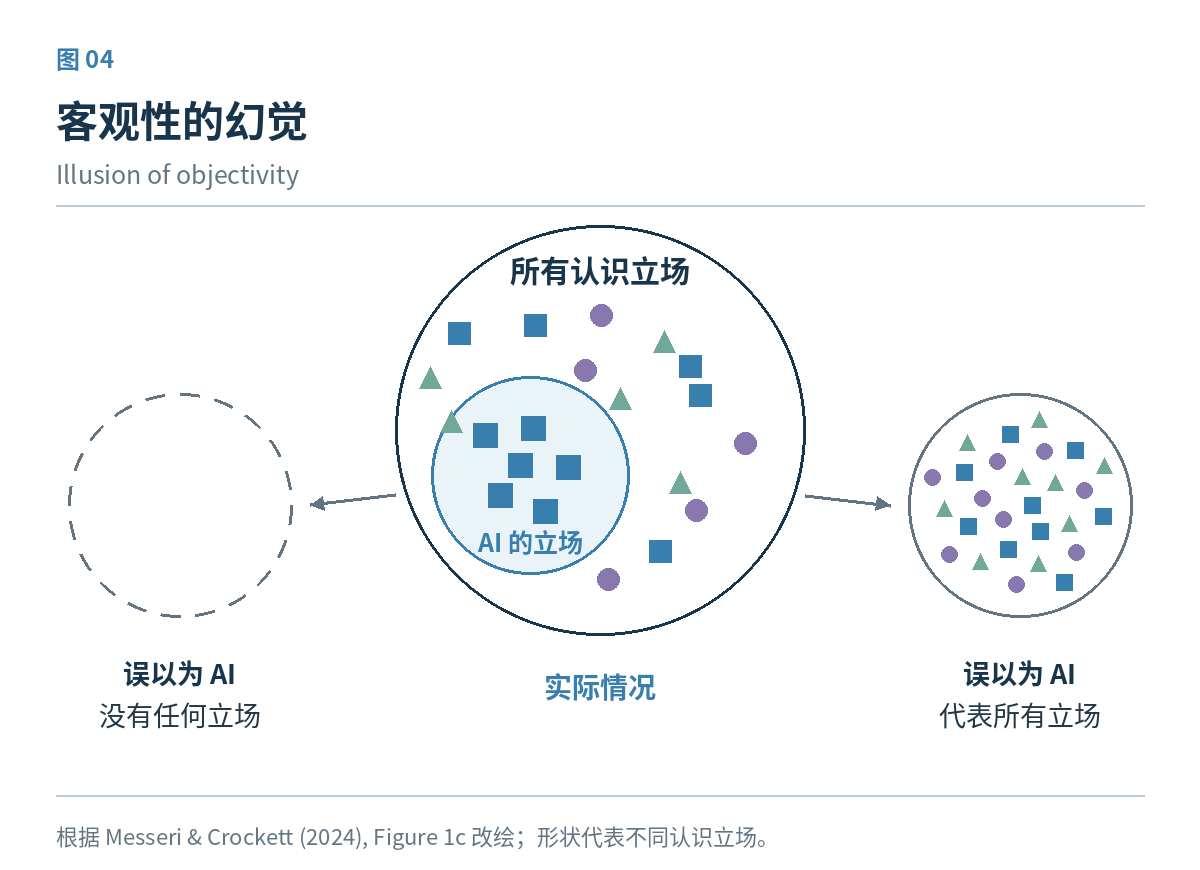 图 04
客观性的幻觉
Illusion of objectivity
所有认识立场
AI 的立场
误以为 AI
没有任何立场
实际情况
误以为 AI
代表所有立场
根据 Messeri & Crockett (2024), Figure 1c 改绘；形状代表不同认识立场。